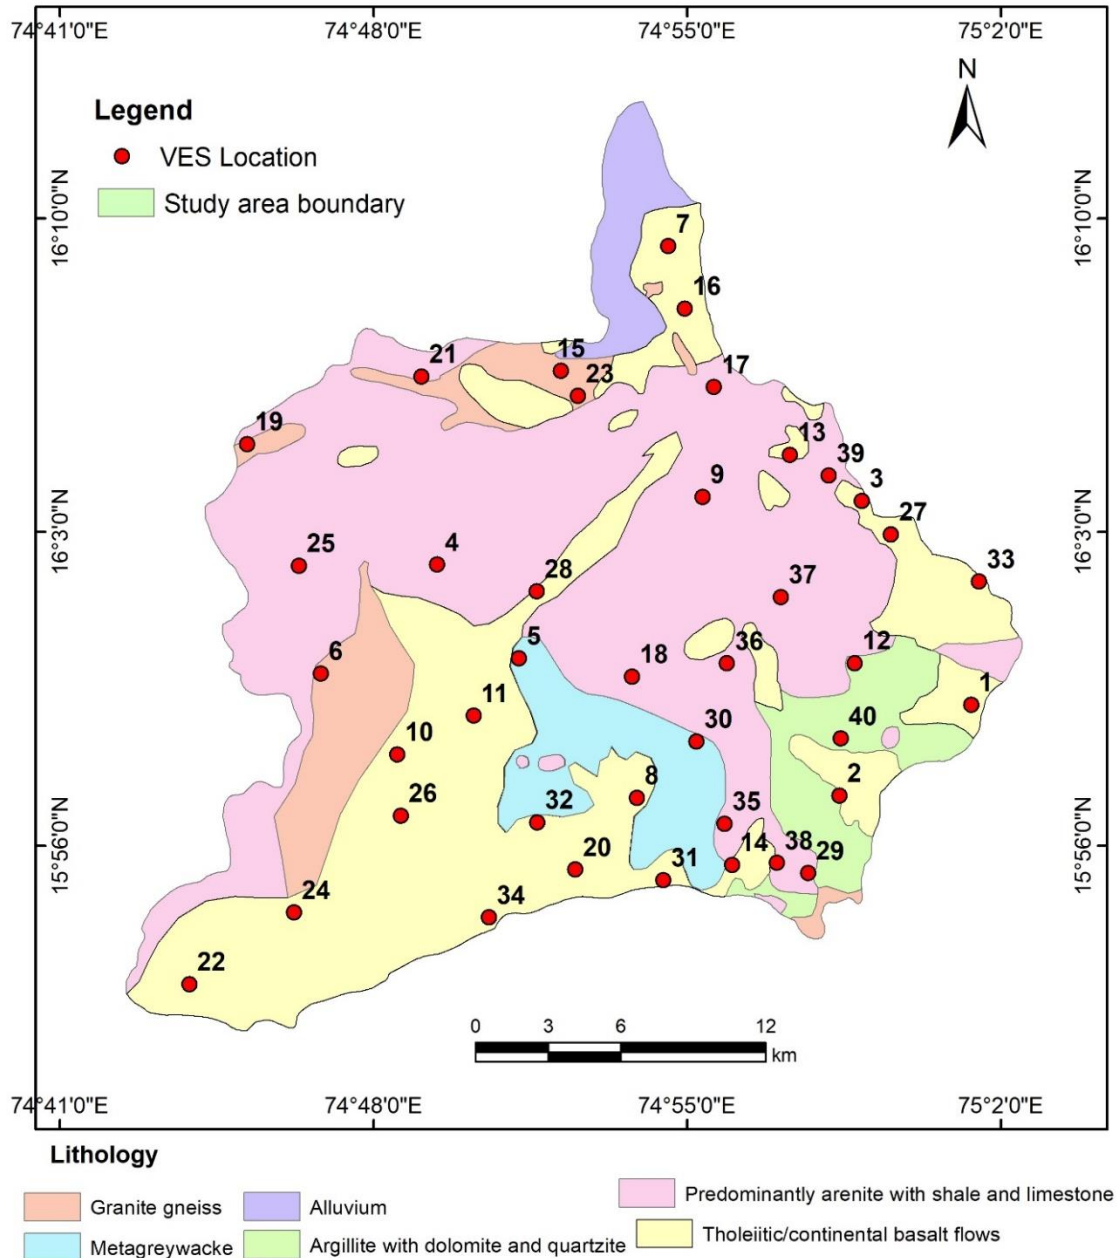 74°41'0"E 74°48'0"E 74°55'0"E 75°2'0"E
N
Legend
VES Location
Study area boundary
16°10'0"N 16°10'0"N
7
16
21 15
23 17
19
13
39
9 3
27
16°3'0"N 16°3'0"N
25 4
28 33
37
5 36 12
6 18
1
11
10 30 40
8 2
26 32 35
15°56'0"N 15°56'0"N
20 31 14 38 29
24 34
22
0 3 6 12
km
74°41'0"E 74°48'0"E 74°55'0"E 75°2'0"E
Lithology
Granite gneiss Alluvium Predominantly arenite with shale and limestone
Metagreywacke Argillite with dolomite and quartzite Tholeiitic/continental basalt flows